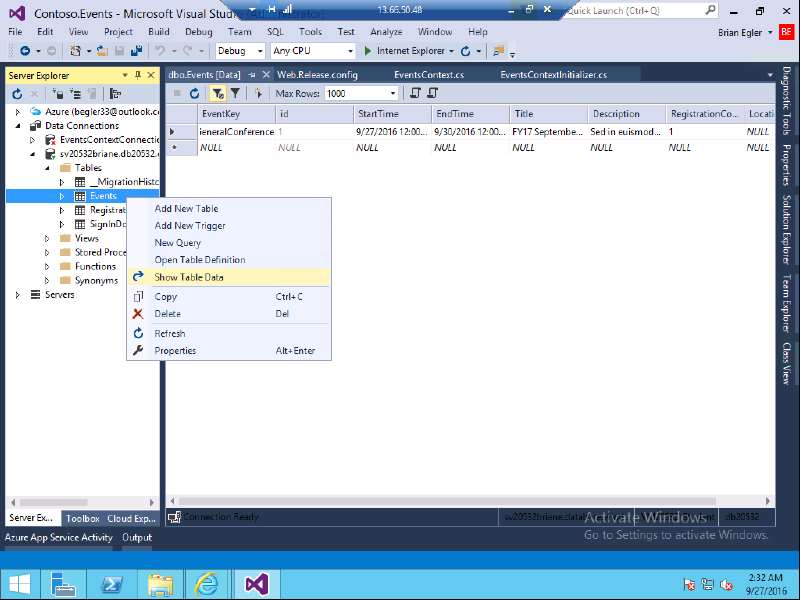 Contoso.Events - Microsoft Visual Stu
13.66.50.48
Quick Launch (Ctrl+Q)
File Edit View Project Build Debug Team SQL Tools Test Analyze Window Help
Brian Egler BE
Debug Any CPU Internet Explorer
Server Explorer
dbo.Events [Data] Web.Release.config EventsContext.cs EventsContextInitializer.cs
Max Rows: 1000
EventKey id StartTime EndTime Title Description RegistrationCo... Locati
ieneralConference 1 9/27/2016 12:00... 9/30/2016 12:00... FY17 Septembe... Sed in euismod... 1 NULL
NULL NULL NULL NULL NULL NULL NULL NULL
Azure (begler33@outlook.c
Data Connections
EventsContextConnecti
sv20532briane.db20532.
Tables
__MigrationHisto
Events
Registrat
SignInDo
Views
Stored Proce
Functions
Synonyms
Servers
Add New Table
Add New Trigger
New Query
Open Table Definition
Show Table Data
Copy Ctrl+C
Delete Del
Refresh
Properties Alt+Enter
Diagnostic Tools
Properties
Solution Explorer
Team Explorer
Class View
Connection Ready
db20532
Server Ex... Toolbox Cloud Exp...
Activate Windows
Go to Settings to activate Windows.
Azure App Service Activity Output
2:32 AM
9/27/2016